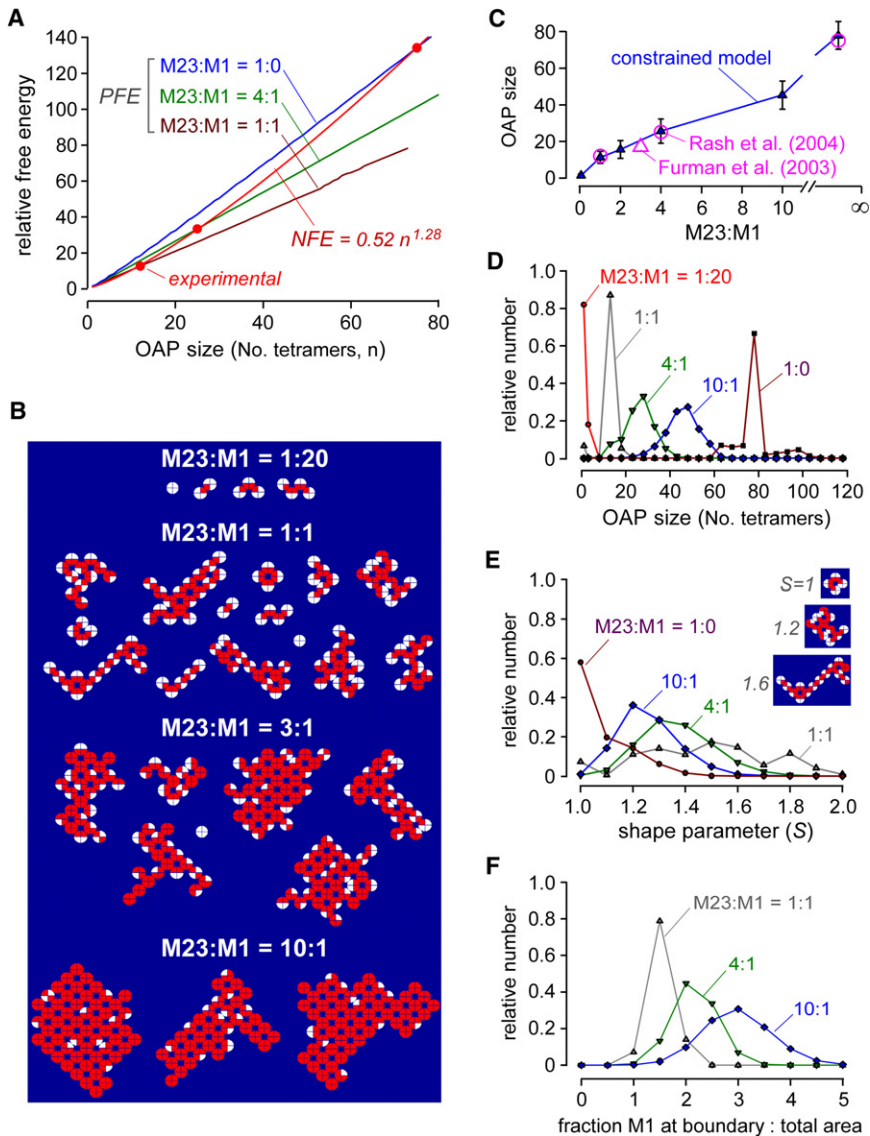 A
relative free energy
140
120
100
80
60
40
20
0
PFE
M23:M1 = 1:0
M23:M1 = 4:1
M23:M1 = 1:1
NFE = 0.52 n^1.28
experimental
0 20 40 60 80
OAP size (No. tetramers, n)
B
M23:M1 = 1:20
M23:M1 = 1:1
M23:M1 = 3:1
M23:M1 = 10:1
C
OAP size
80
60
40
20
0
constrained model
Rash et al. (2004)
Furman et al. (2003)
0 2 4 6 8 10 ∞
M23:M1
D
relative number
1.0
0.8
0.6
0.4
0.2
0
M23:M1 = 1:20
1:1
4:1
10:1
1:0
0 20 40 60 80 100 120
OAP size (No. tetramers)
E
relative number
1.0
0.8
0.6
0.4
0.2
0
S=1
1.2
1.6
M23:M1 = 1:0
10:1
4:1
1:1
1.0 1.2 1.4 1.6 1.8 2.0
shape parameter (S)
F
relative number
1.0
0.8
0.6
0.4
0.2
0
M23:M1 = 1:1
4:1
10:1
0 1 2 3 4 5
fraction M1 at boundary : total area